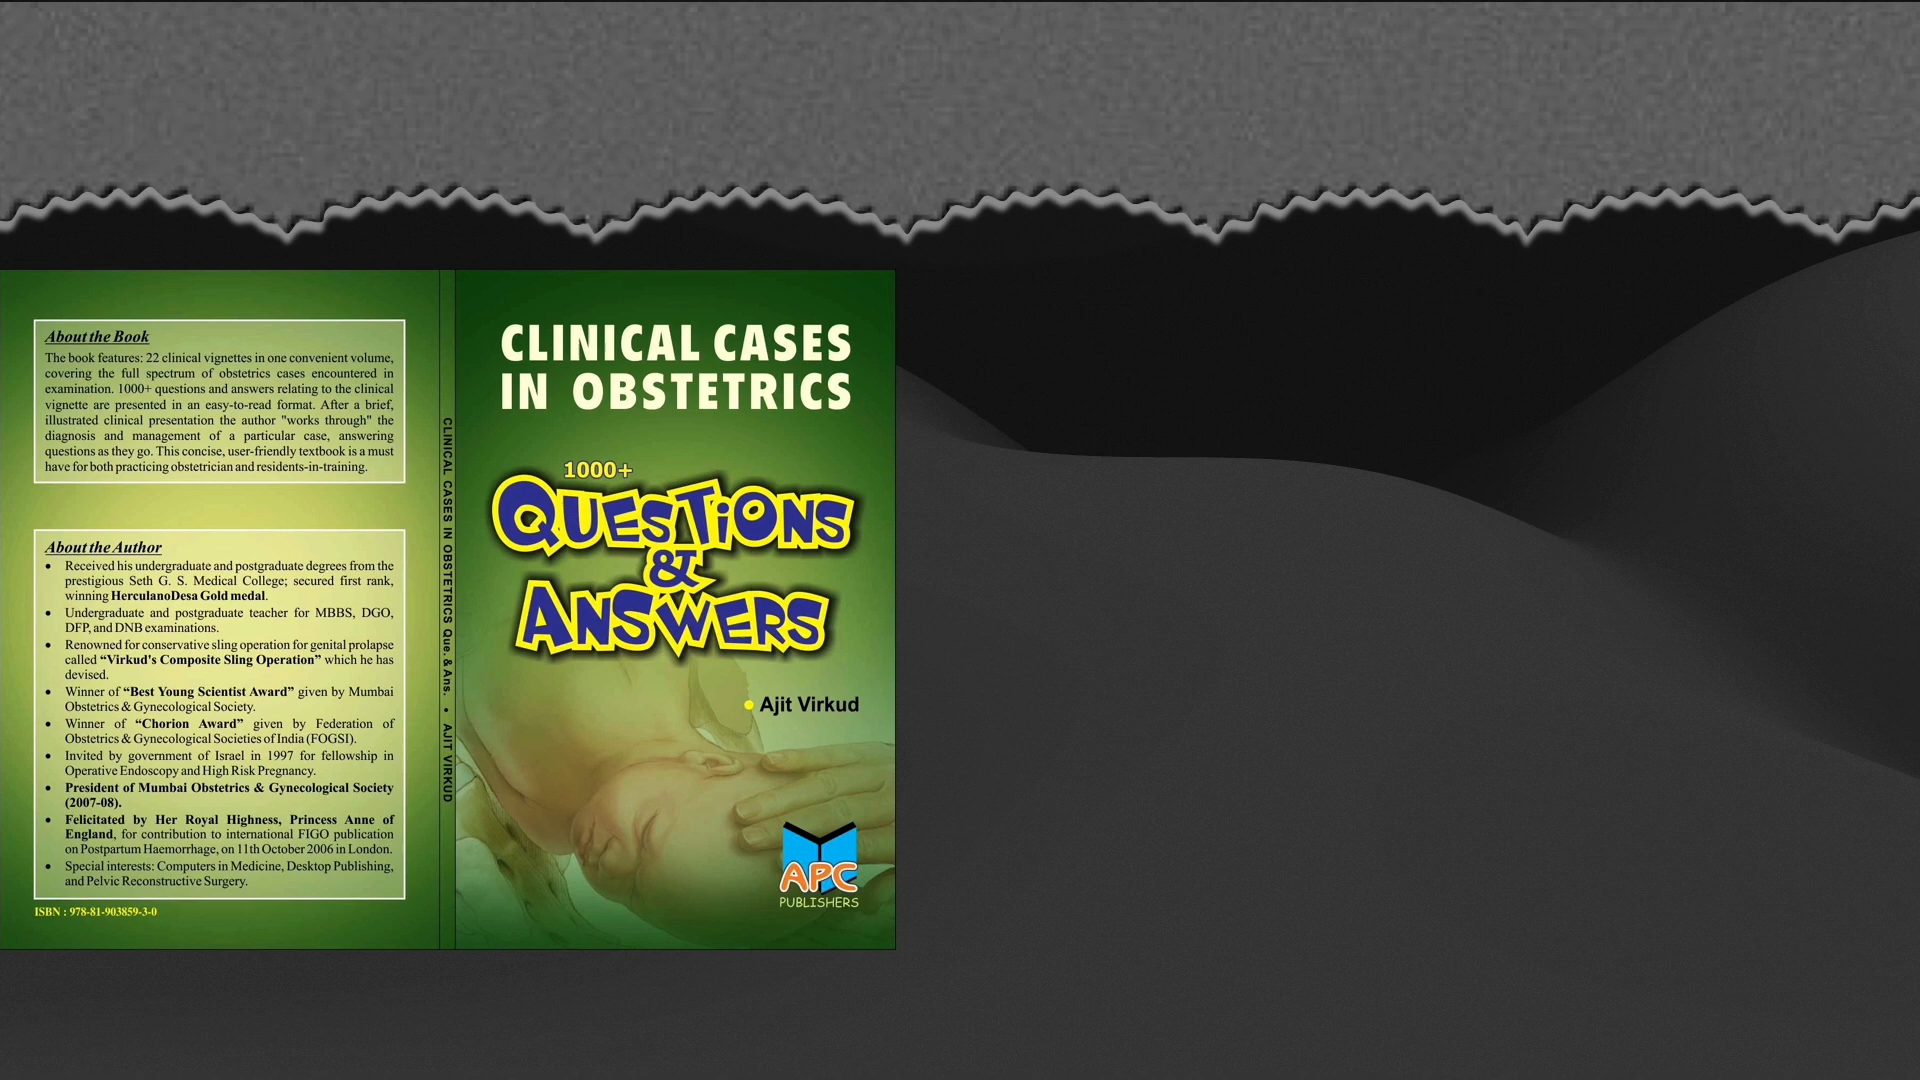 About the Book
The book features: 22 clinical vignettes in one convenient volume,
covering the full spectrum of obstetrics cases encountered in
examination. 1000+ questions and answers relating to the clinical
vignette are presented in an easy-to-read format. After a brief,
illustrated clinical presentation the author "works through" the
diagnosis and management of a particular case, answering
questions as they go. This concise, user-friendly textbook is a must
have for both practicing obstetrician and residents-in-training.
About the Author
• Received his undergraduate and postgraduate degrees from the
prestigious Seth G. S. Medical College; secured first rank,
winning HerculanoDesa Gold medal.
• Undergraduate and postgraduate teacher for MBBS, DGO,
DFP, and DNB examinations.
• Renowned for conservative sling operation for genital prolapse
called “Virkud's Composite Sling Operation” which he has
devised.
• Winner of “Best Young Scientist Award” given by Mumbai
Obstetrics & Gynecological Society.
• Winner of “Chorion Award” given by Federation of
Obstetrics & Gynecological Societies of India (FOGSI).
• Invited by government of Israel in 1997 for fellowship in
Operative Endoscopy and High Risk Pregnancy.
• President of Mumbai Obstetrics & Gynecological Society
(2007-08).
• Felicitated by Her Royal Highness, Princess Anne of
England, for contribution to international FIGO publication
on Postpartum Haemorrhage, on 11th October 2006 in London.
• Special interests: Computers in Medicine, Desktop Publishing,
and Pelvic Reconstructive Surgery.
ISBN : 978-81-903859-3-0
CLINICAL CASES IN OBSTETRICS Que. & Ans. • AJIT VIRKUD
CLINICAL CASES
IN OBSTETRICS
1000+
QUESTiONS
&
ANSWERS
• Ajit Virkud
APC
PUBLISHERS